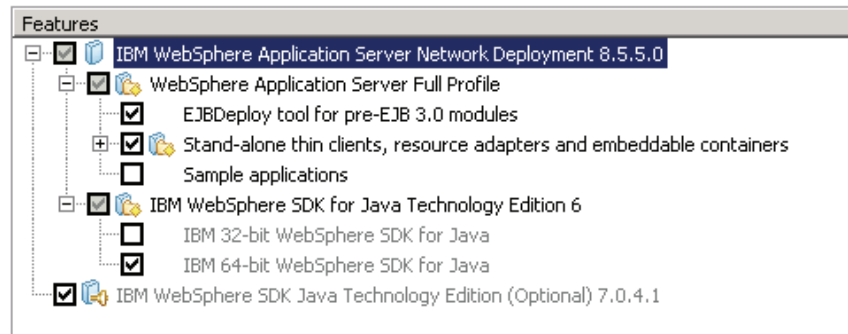 Features
IBM WebSphere Application Server Network Deployment 8.5.5.0
WebSphere Application Server Full Profile
EJBDeploy tool for pre-EJB 3.0 modules
Stand-alone thin clients, resource adapters and embeddable containers
Sample applications
IBM WebSphere SDK for Java Technology Edition 6
IBM 32-bit WebSphere SDK for Java
IBM 64-bit WebSphere SDK for Java
IBM WebSphere SDK Java Technology Edition (Optional) 7.0.4.1